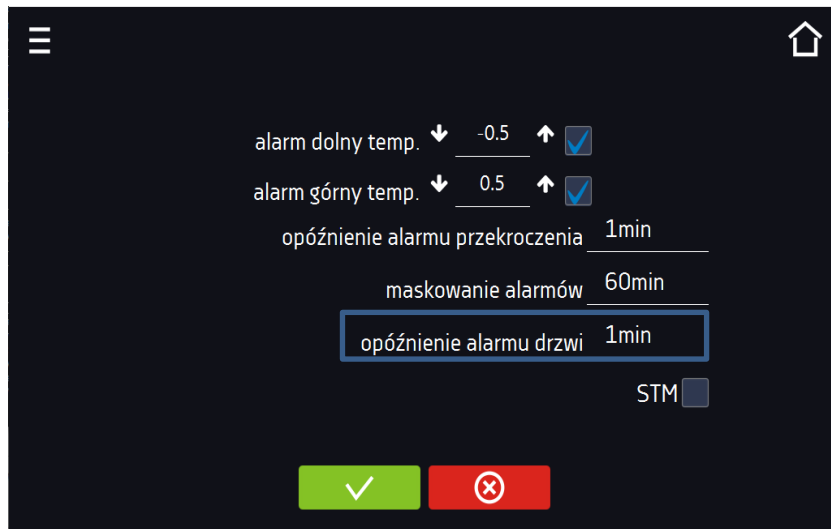 alarm dolny temp. -0.5
alarm górny temp. 0.5
opóźnienie alarmu przekroczenia 1min
maskowanie alarmów 60min
opóźnienie alarmu drzwi 1min
STM